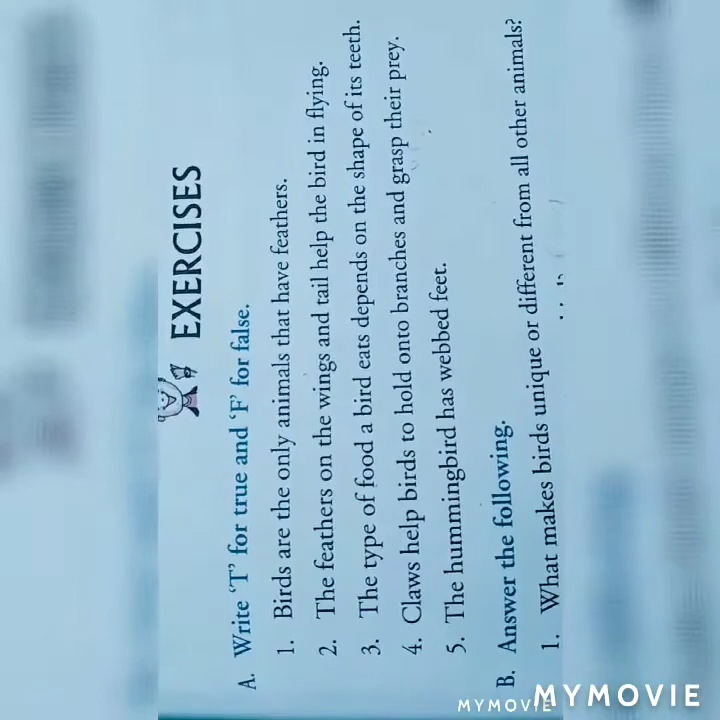 EXERCISES
A. Write ‘T’ for true and ‘F’ for false.
1. Birds are the only animals that have feathers.
2. The feathers on the wings and tail help the bird in flying.
3. The type of food a bird eats depends on the shape of its teeth.
4. Claws help birds to hold onto branches and grasp their prey.
5. The hummingbird has webbed feet.
B. Answer the following.
1. What makes birds unique or different from all other animals?
MYMOVIE
MYMOVIE